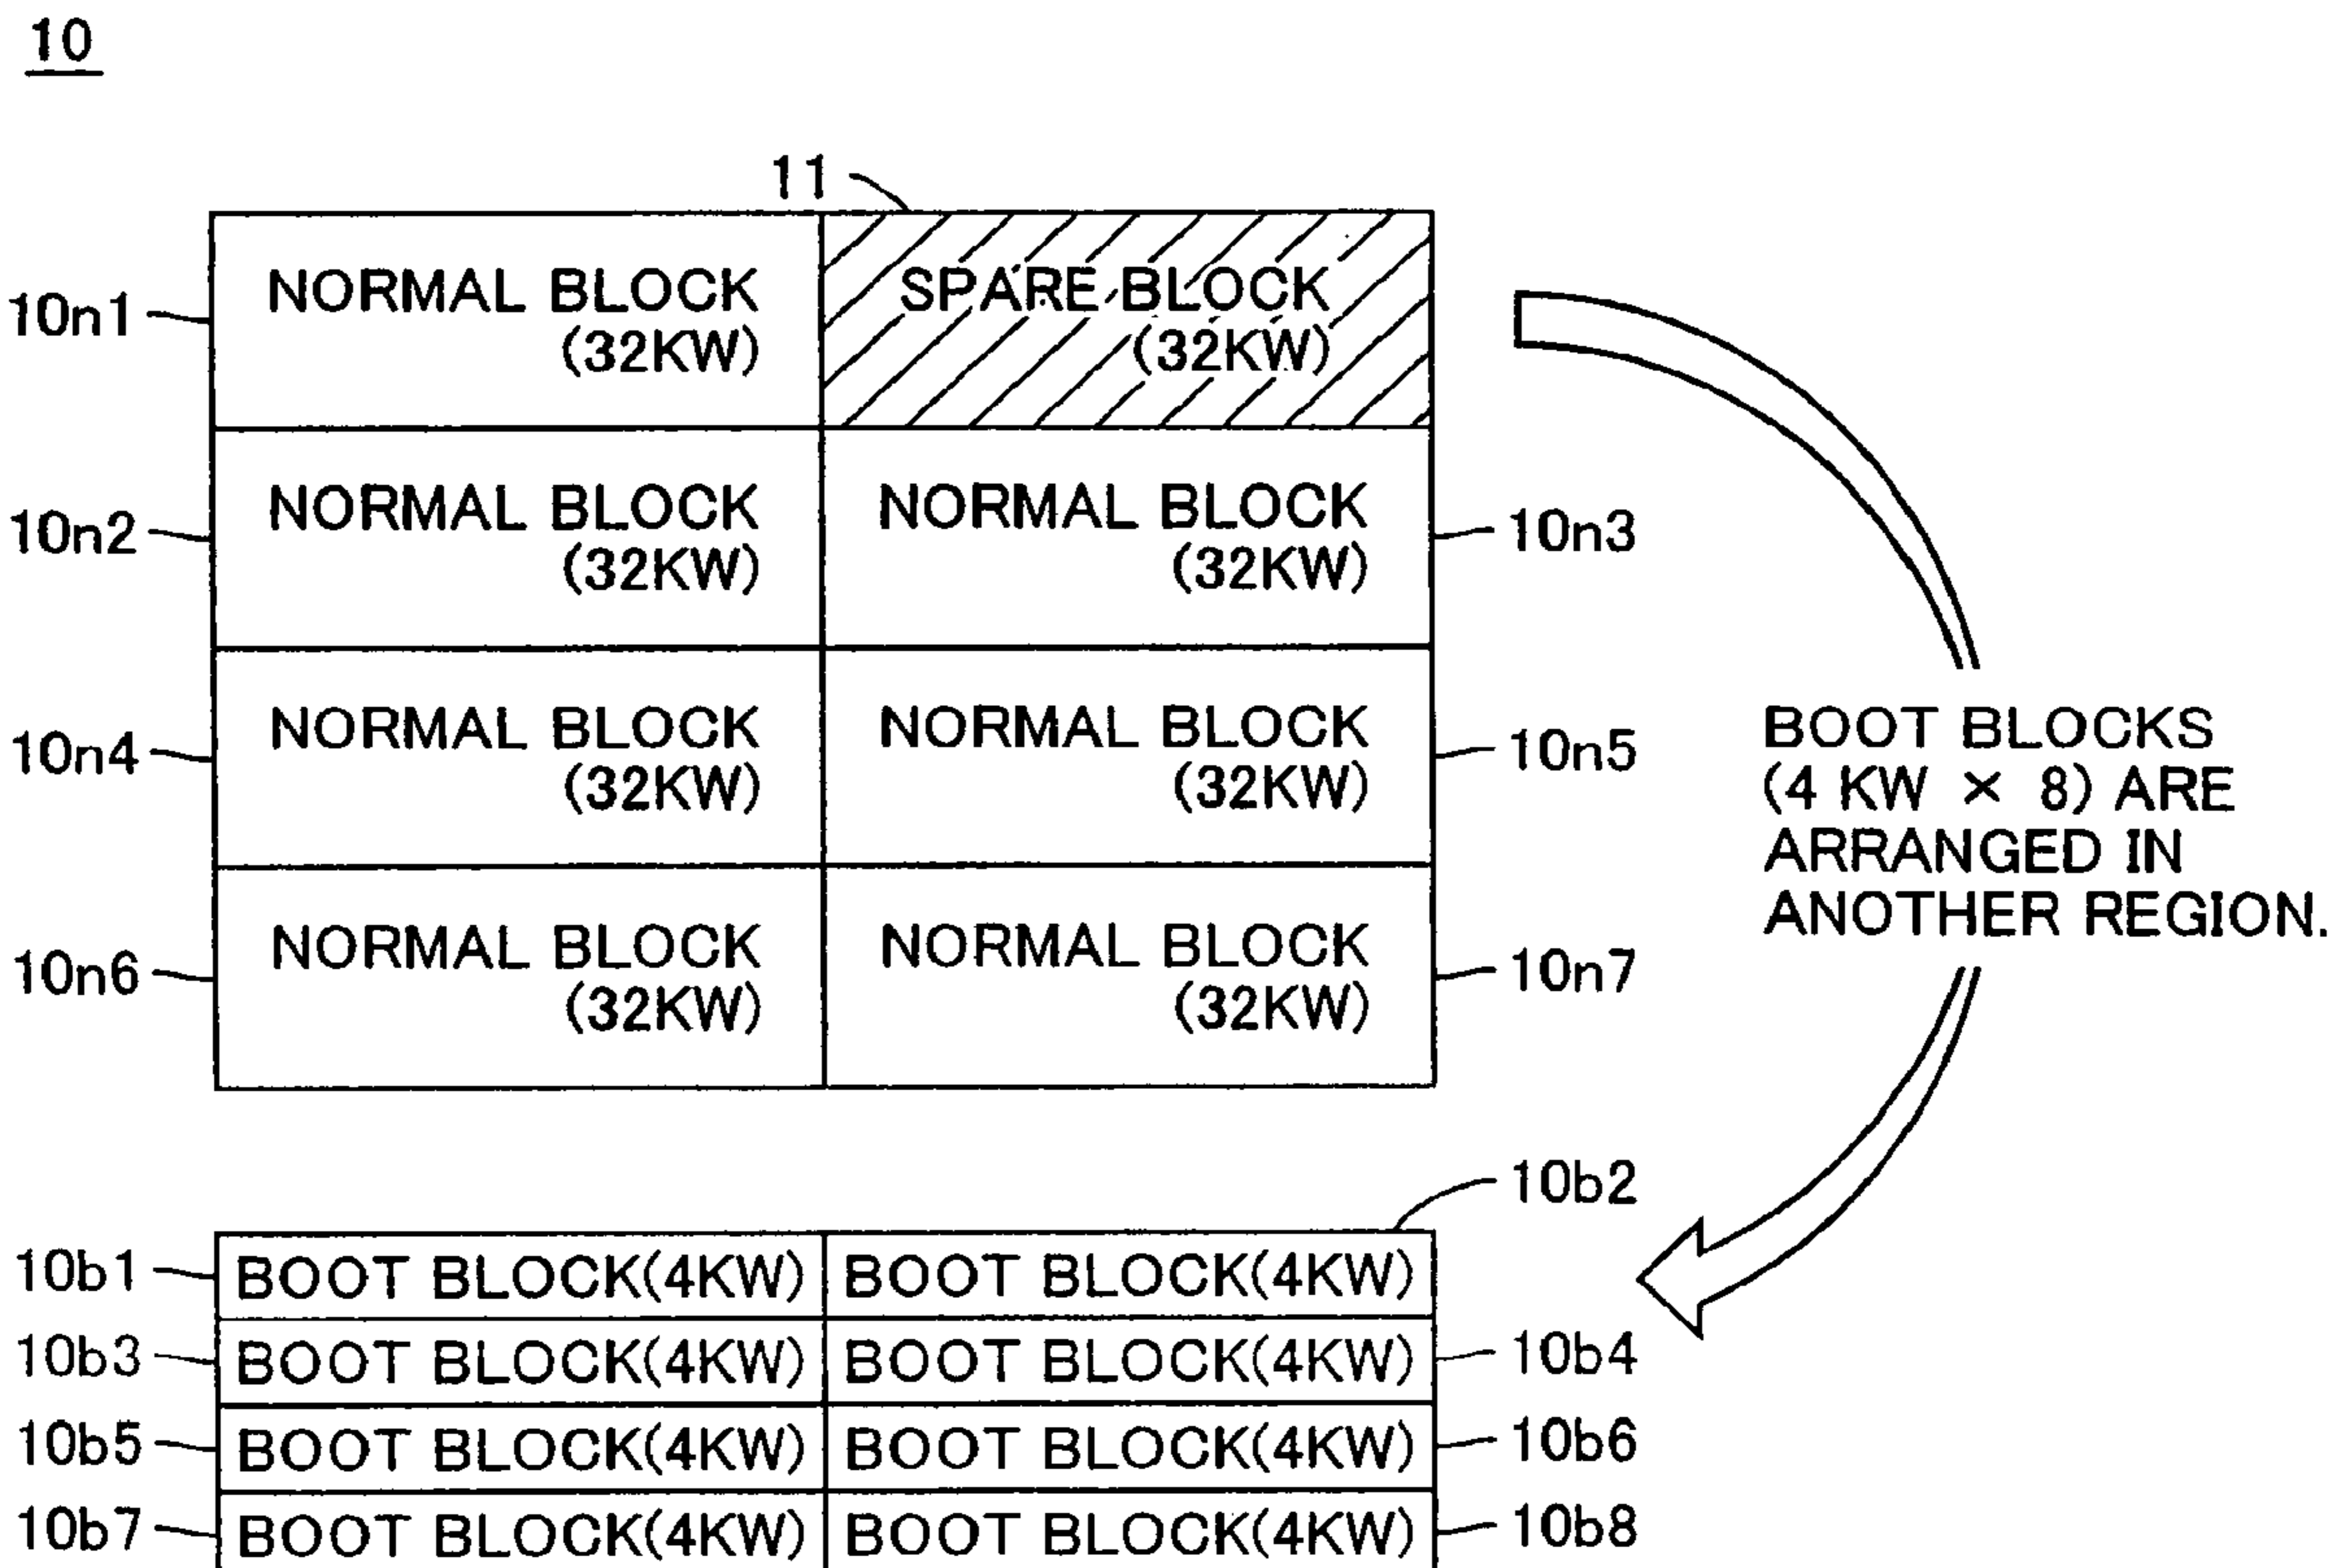 10
11
10n1
NORMAL BLOCK
(32KW)
SPARE BLOCK
(32KW)
10n2
NORMAL BLOCK
(32KW)
NORMAL BLOCK
(32KW)
10n3
10n4
NORMAL BLOCK
(32KW)
NORMAL BLOCK
(32KW)
10n5
10n6
NORMAL BLOCK
(32KW)
NORMAL BLOCK
(32KW)
10n7
BOOT BLOCKS
(4 KW × 8) ARE
ARRANGED IN
ANOTHER REGION.
10b2
10b1
BOOT BLOCK(4KW)
BOOT BLOCK(4KW)
10b3
BOOT BLOCK(4KW)
BOOT BLOCK(4KW)
10b4
10b5
BOOT BLOCK(4KW)
BOOT BLOCK(4KW)
10b6
10b7
BOOT BLOCK(4KW)
BOOT BLOCK(4KW)
10b8